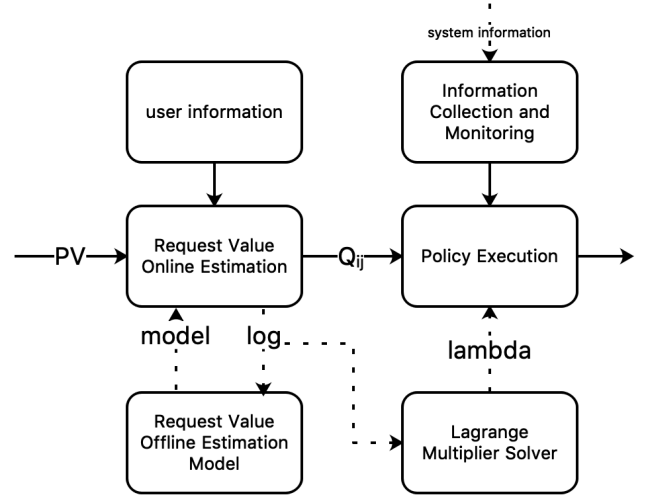 system information
user information
Information
Collection and
Monitoring
PV
Request Value
Online Estimation
Qij
Policy Execution
model
log
lambda
Request Value
Offline Estimation
Model
Lagrange
Multiplier Solver